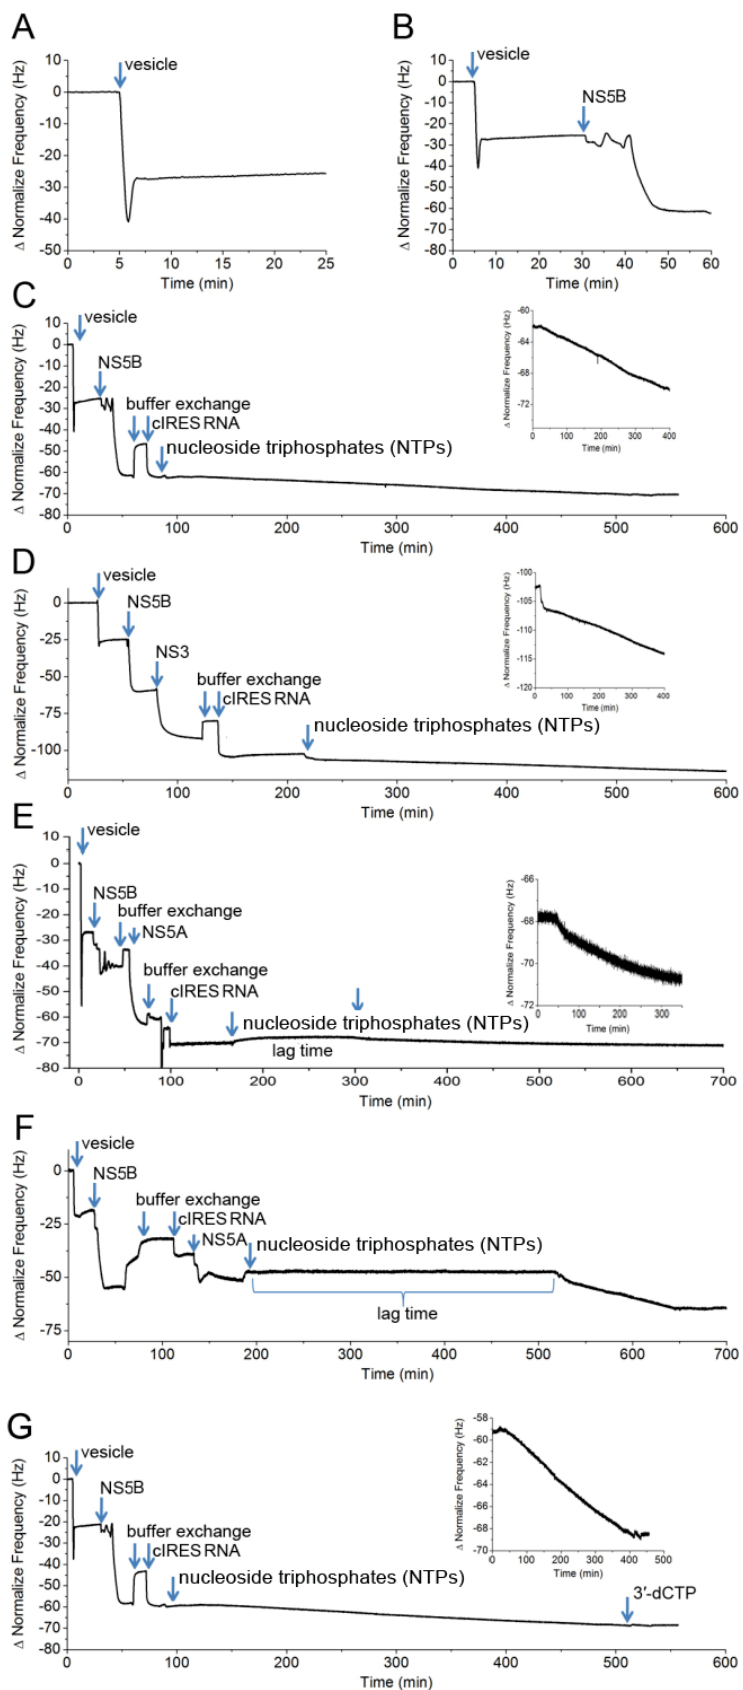 A
B
vesicle
vesicle
NS5B
Δ Normalize Frequency (Hz)
10
0
-10
-20
-30
-40
-50
0
5
10
15
20
25
Time (min)
Δ Normalize Frequency (Hz)
10
0
-10
-20
-30
-40
-50
-60
-70
-80
0
10
20
30
40
50
60
Time (min)
C
vesicle
NS5B
buffer exchange
cIRES RNA
nucleoside triphosphates (NTPs)
Δ Normalize Frequency (Hz)
10
0
-10
-20
-30
-40
-50
-60
-70
-80
0
100
200
300
400
500
600
Time (min)
Δ Normalize Frequency (Hz)
-60
-64
-68
-72
0
100
200
300
400
Time (min)
D
vesicle
NS5B
NS3
buffer exchange
cIRES RNA
nucleoside triphosphates (NTPs)
Δ Normalize Frequency (Hz)
0
-25
-50
-75
-100
0
100
200
300
400
500
600
Time (min)
Δ Normalize Frequency (Hz)
-100
-105
-110
-115
-120
0
100
200
300
400
Time (min)
E
vesicle
NS5B
buffer exchange
NS5A
buffer exchange
cIRES RNA
nucleoside triphosphates (NTPs)
lag time
Δ Normalize Frequency (Hz)
10
0
-10
-20
-30
-40
-50
-60
-70
-80
0
100
200
300
400
500
600
700
Time (min)
Δ Normalize Frequency (Hz)
-66
-68
-70
-72
0
100
200
300
Time (min)
F
vesicle
NS5B
buffer exchange
cIRES RNA
NS5A
nucleoside triphosphates (NTPs)
lag time
Δ Normalize Frequency (Hz)
0
-25
-50
-75
0
100
200
300
400
500
600
700
Time (min)
G
vesicle
NS5B
buffer exchange
cIRES RNA
nucleoside triphosphates (NTPs)
3′-dCTP
Δ Normalize Frequency (Hz)
10
0
-10
-20
-30
-40
-50
-60
-70
-80
0
100
200
300
400
500
600
Time (min)
Δ Normalize Frequency (Hz)
-58
-60
-62
-64
-66
-68
-70
0
100
200
300
400
500
Time (min)